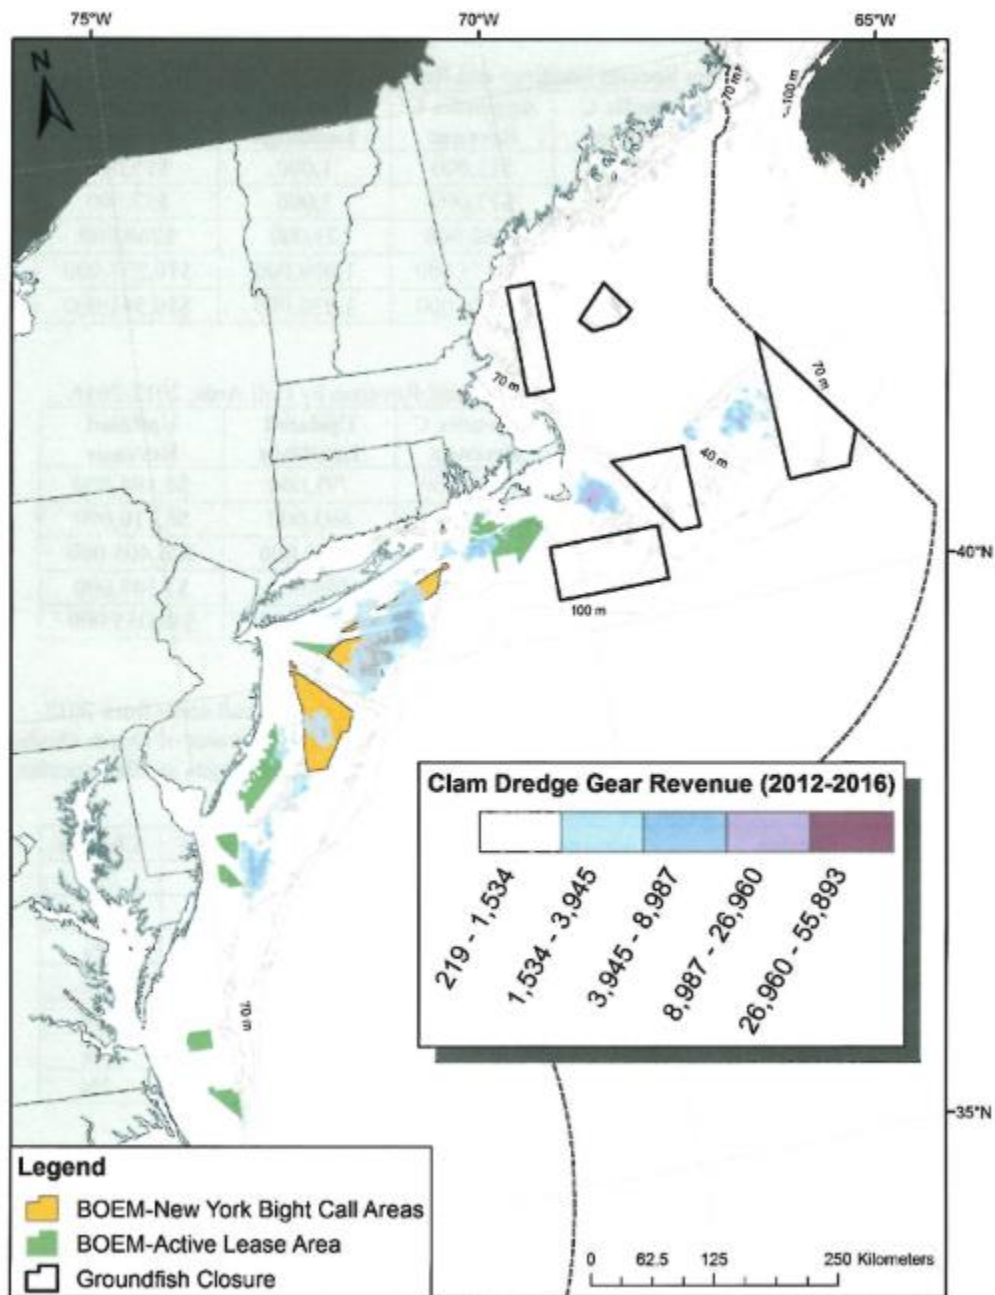 75°W
70°W
65°W
N
70 m
100 m
70 m
70 m
40 m
40°N
100 m
Clam Dredge Gear Revenue (2012-2016)
219 - 1,534
1,534 - 3,945
3,945 - 8,987
8,987 - 26,960
26,960 - 55,893
70 m
35°N
Legend
BOEM-New York Bight Call Areas
BOEM-Active Lease Area
Groundfish Closure
0 62.5 125 250 Kilometers